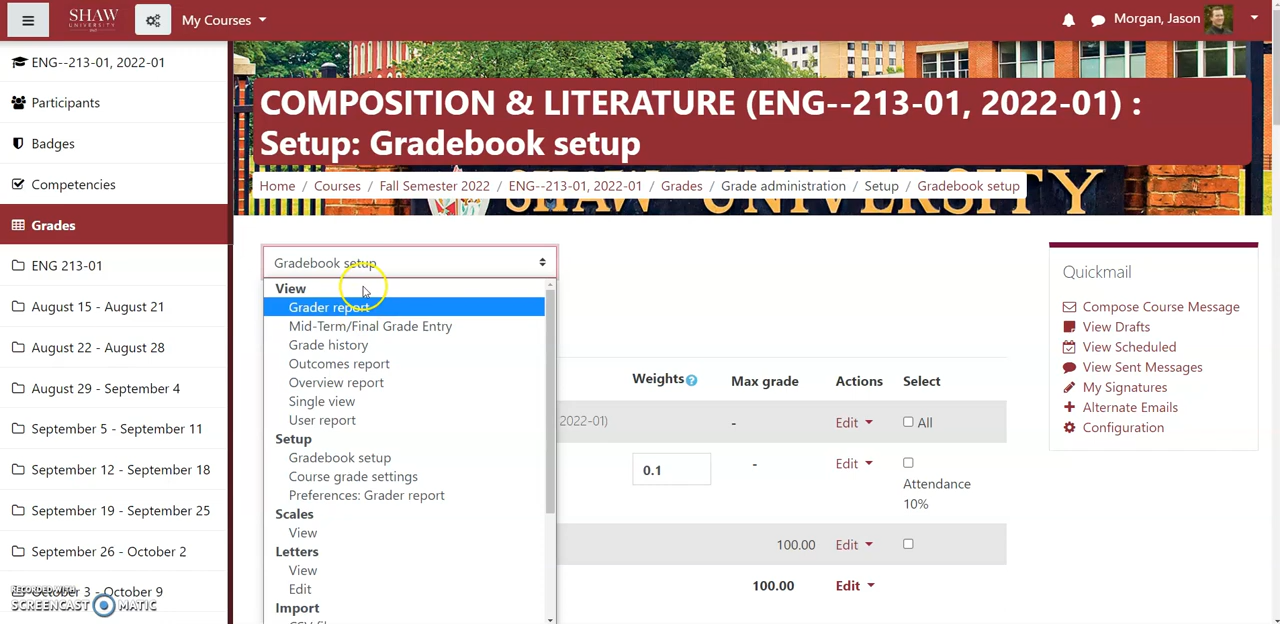 SHAW
UNIVERSITY
My Courses
Morgan, Jason
ENG--213-01, 2022-01
Participants
Badges
Competencies
Grades
ENG 213-01
August 15 - August 21
August 22 - August 28
August 29 - September 4
September 5 - September 11
September 12 - September 18
September 19 - September 25
September 26 - October 2
October 3 - October 9
RECORDED WITH
SCREENCAST MATIC
COMPOSITION & LITERATURE (ENG--213-01, 2022-01) :
Setup: Gradebook setup
Home / Courses / Fall Semester 2022 / ENG--213-01, 2022-01 / Grades / Grade administration / Setup / Gradebook setup
SHAW UNIVERSITY
Gradebook setup
View
Grader report
Mid-Term/Final Grade Entry
Grade history
Outcomes report
Overview report
Single view
User report
Setup
Gradebook setup
Course grade settings
Preferences: Grader report
Scales
View
Letters
View
Edit
Import
CSV file
Weights ? Max grade Actions Select
2022-01) - Edit All
0.1 - Edit
Attendance
10%
100.00 Edit
100.00 Edit
Quickmail
Compose Course Message
View Drafts
View Scheduled
View Sent Messages
My Signatures
Alternate Emails
Configuration